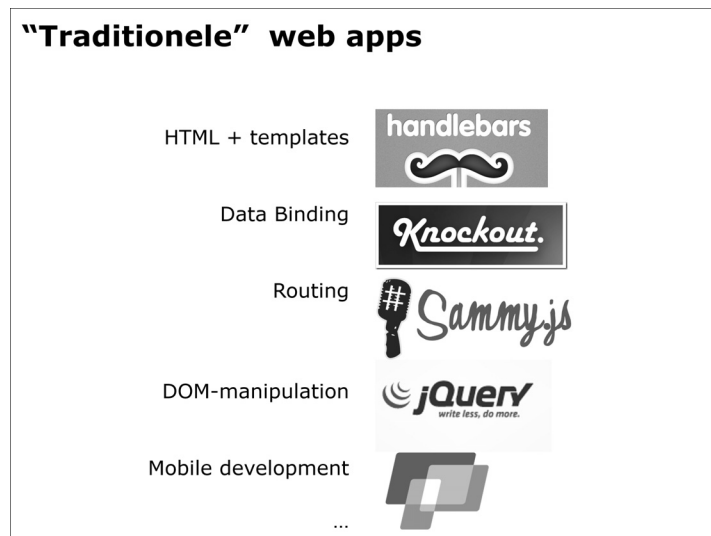 “Traditionele” web apps
HTML + templates
handlebars
Data Binding
Knockout.
Routing
Sammy.js
DOM-manipulation
jQuery
write less, do more.
Mobile development
...